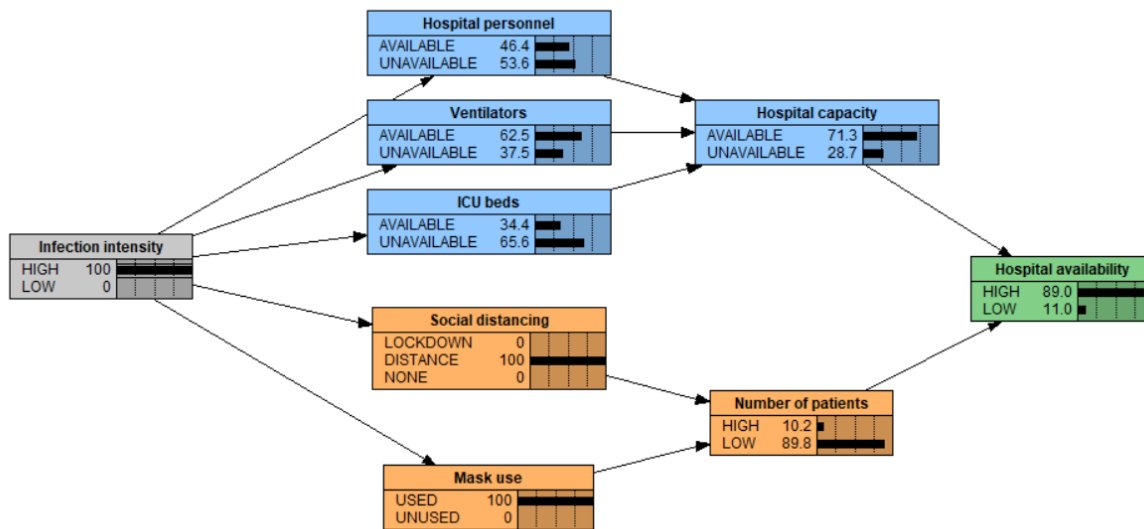 Hospital personnel
AVAILABLE 46.4
UNAVAILABLE 53.6
Ventilators
AVAILABLE 62.5
UNAVAILABLE 37.5
Hospital capacity
AVAILABLE 71.3
UNAVAILABLE 28.7
ICU beds
AVAILABLE 34.4
UNAVAILABLE 65.6
Infection intensity
HIGH 100
LOW 0
Hospital availability
HIGH 89.0
LOW 11.0
Social distancing
LOCKDOWN 0
DISTANCE 100
NONE 0
Number of patients
HIGH 10.2
LOW 89.8
Mask use
USED 100
UNUSED 0